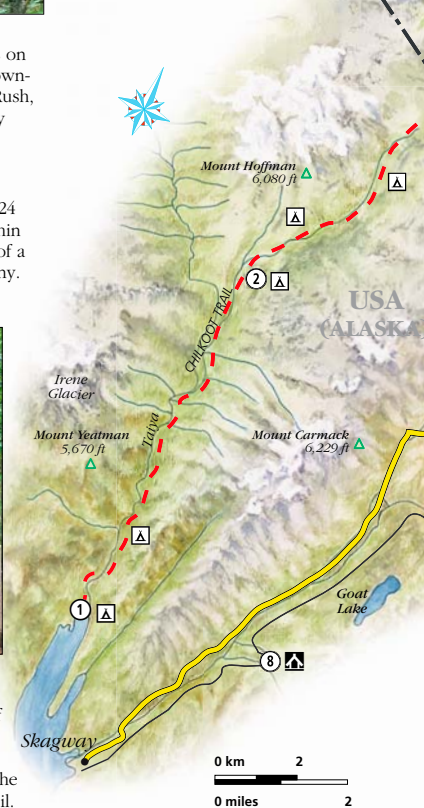 on
own-
Rush,
y
24
hin
of a
ny.
Mount Hoffman
6,080 ft
2
USA
(ALASKA
CHILKOOT TRAIL
Irene
Glacier
Taiya
Mount Yeatman
5,670 ft
Mount Carmack
6,229 ft
1
Goat
Lake
8
f
Skagway
he
il.
0 km 2
0 miles 2